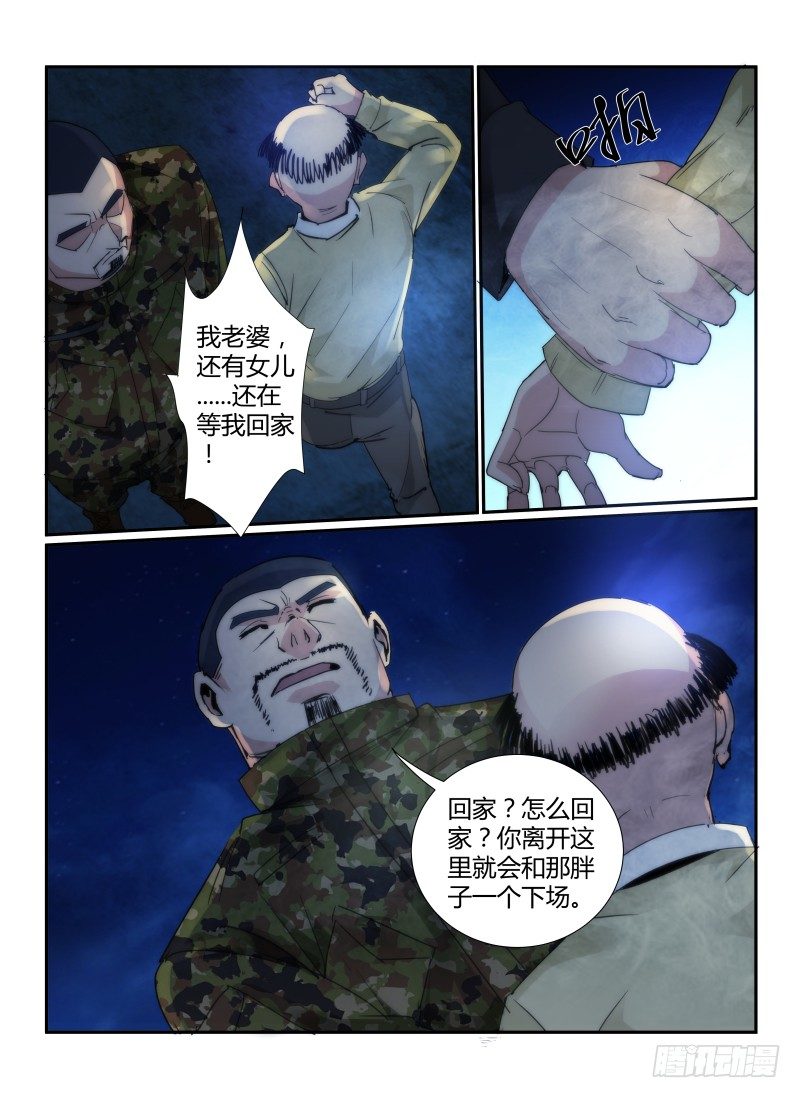 我老婆，
还有女儿
……还在
等我回家
！
啪
回家？怎么回
家？你离开这
里就会和那胖
子一个下场。
腾讯动漫